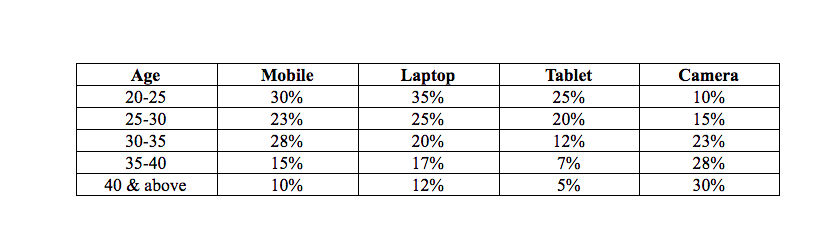 Age Mobile Laptop Tablet Camera
20-25 30% 35% 25% 10%
25-30 23% 25% 20% 15%
30-35 28% 20% 12% 23%
35-40 15% 17% 7% 28%
40 & above 10% 12% 5% 30%